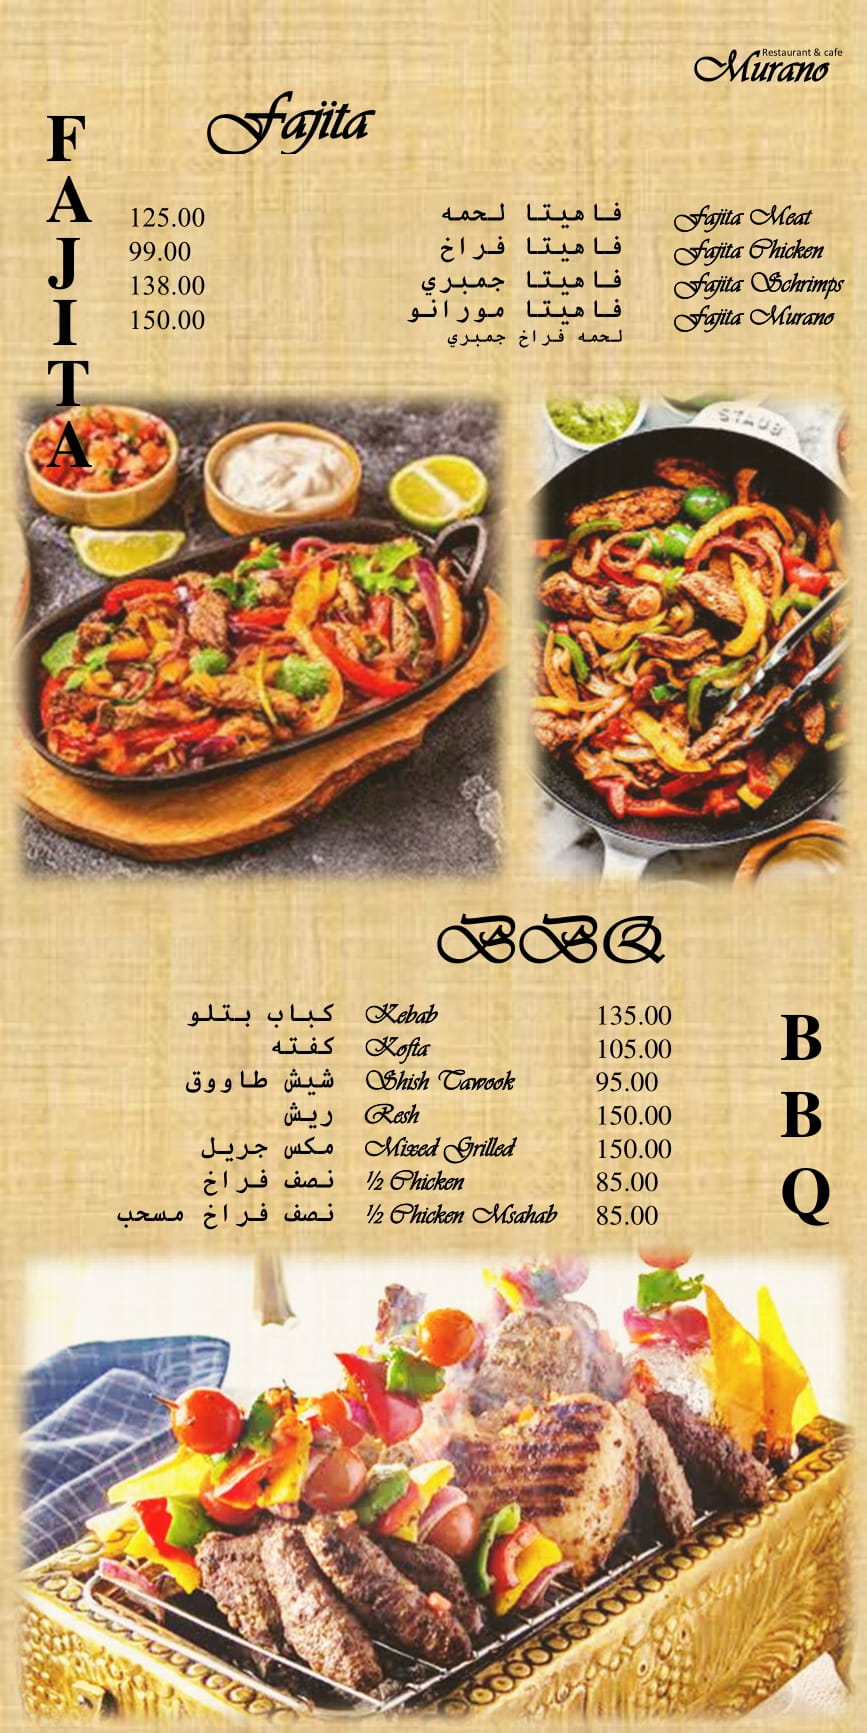 Restaurant & cafe
Murano
Fajita
FAJITA
125.00 فاهيتا لحمه Fajita Meat
99.00 فاهيتا فراخ Fajita Chicken
138.00 فاهيتا جمبري Fajita Schrimps
150.00 فاهيتا مورانو Fajita Murano
لحمه فراخ جمبري
STAUB
BBQ
BBQ
كباب بتلو Kebab 135.00
كفته Kofta 105.00
شيش طاووق Shish Tawook 95.00
ريش Resh 150.00
مكس جريل Mixed Grilled 150.00
نصف فراخ ½ Chicken 85.00
نصف فراخ مسحب ½ Chicken Msahab 85.00